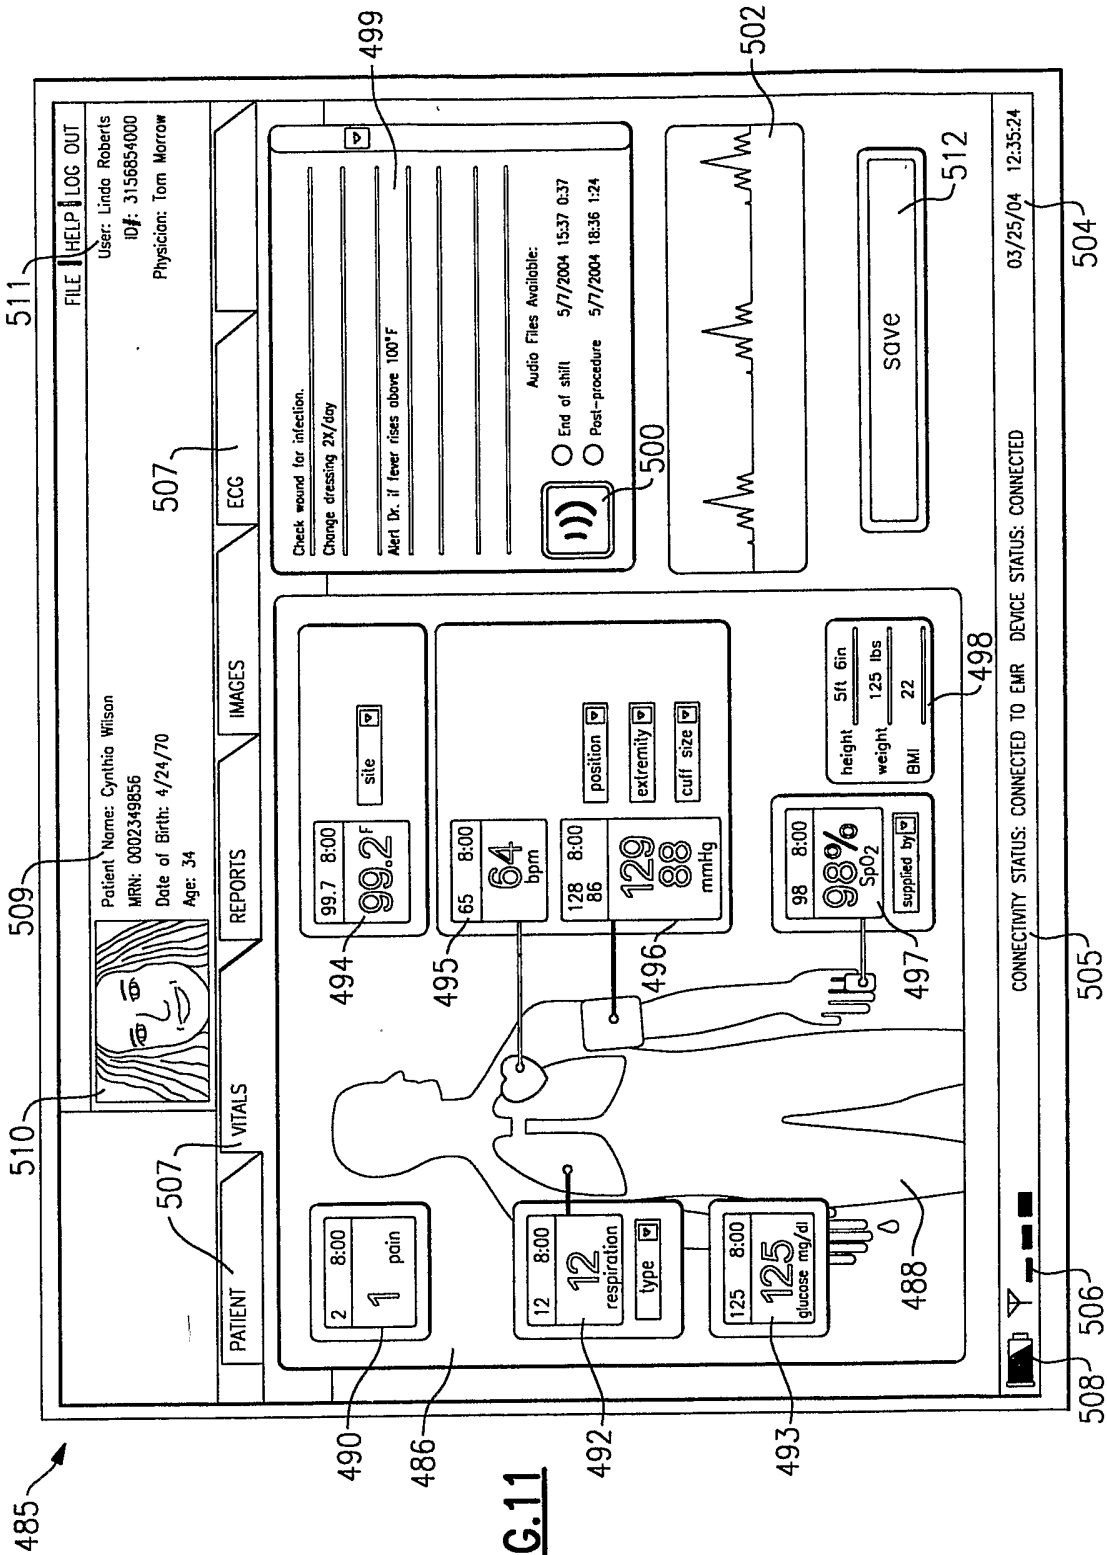 485
511
FILE HELP LOG OUT
510
509
Patient Name: Cynthia Wilson
MRN: 0002349856
Date of Birth: 4/24/70
Age: 34
User: Linda Roberts
ID#: 3156854000
Physician: Tom Morrow
507
507
PATIENT
VITALS
REPORTS
IMAGES
ECG
490
2 8:00
1
pain
486
492
12 8:00
12
respiration
type
493
125 8:00
125
glucose mg/dl
488
494
99.7 8:00
99.2 F
site
495
65 8:00
64
bpm
496
128 8:00
86
129
88
mmHg
position
extremity
cuff size
497
98 8:00
98%
SpO2
supplied by
height 5ft 6in
weight 125 lbs
BMI 22
498
499
Check wound for infection.
Change dressing 2X/day
Alert Dr. if fever rises above 100°F
Audio Files Available:
End of shift 5/7/2004 15:37 0:37
Post-procedure 5/7/2004 18:36 1:24
500
502
save
512
CONNECTIVITY STATUS: CONNECTED TO EMR DEVICE STATUS: CONNECTED
03/25/04 12:35:24
508
506
505
504
G.11